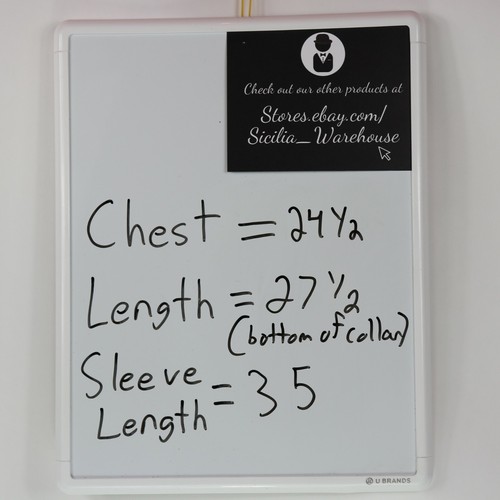 Check out our other products at
Stores.ebay.com/
Sicilia_Warehouse
Chest = 24 1/2
Length = 27 1/2
(bottom of collar)
Sleeve
Length = 35
U BRANDS